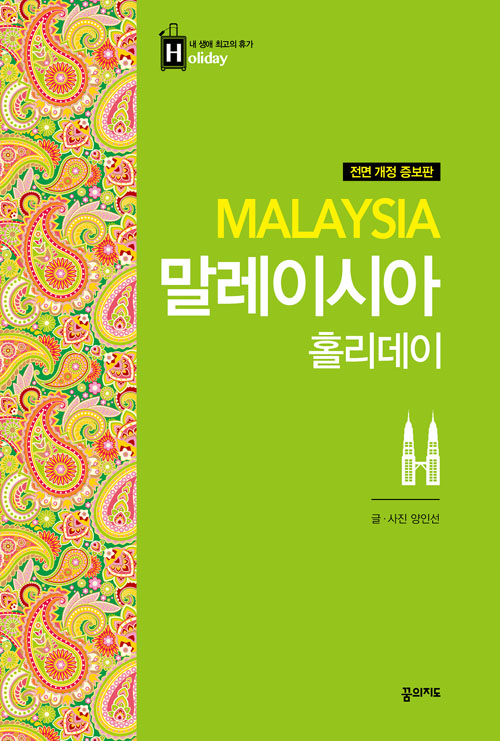 내 생애 최고의 휴가
Holiday
전면 개정 증보판
MALAYSIA
말레이시아
홀리데이
글·사진 양인선
꿈의지도